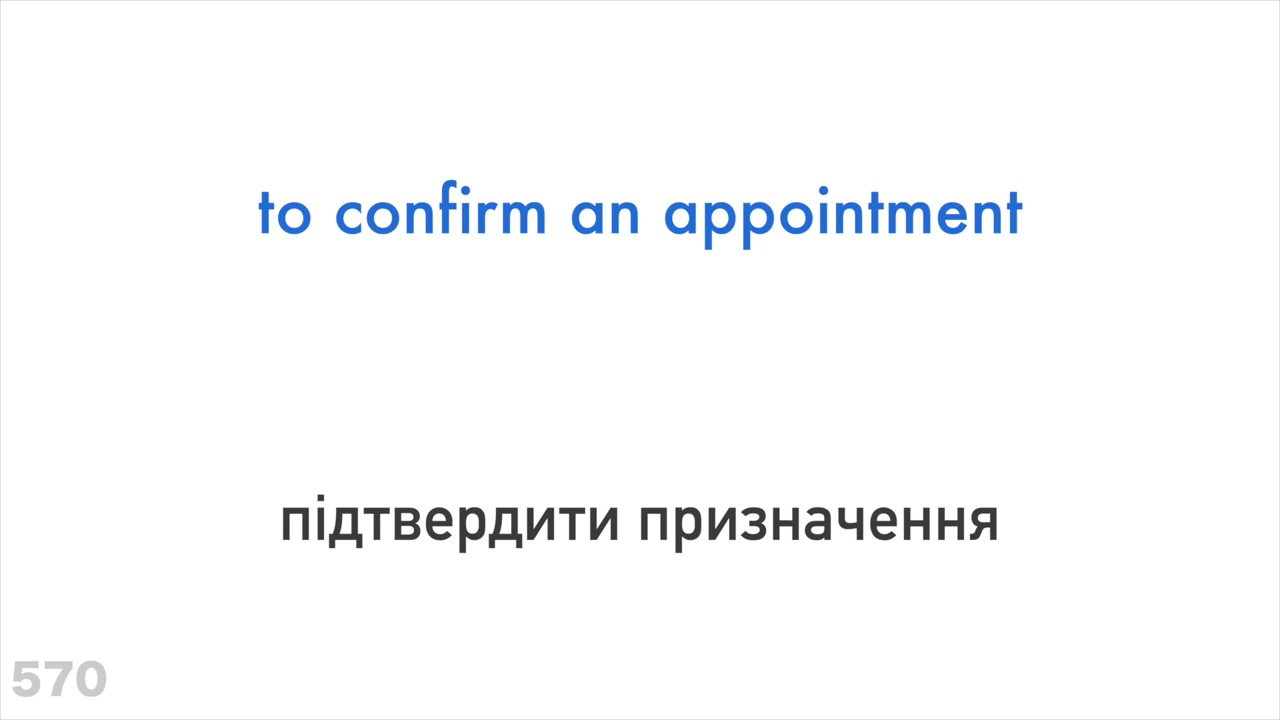 to confirm an appointment
підтвердити призначення
570